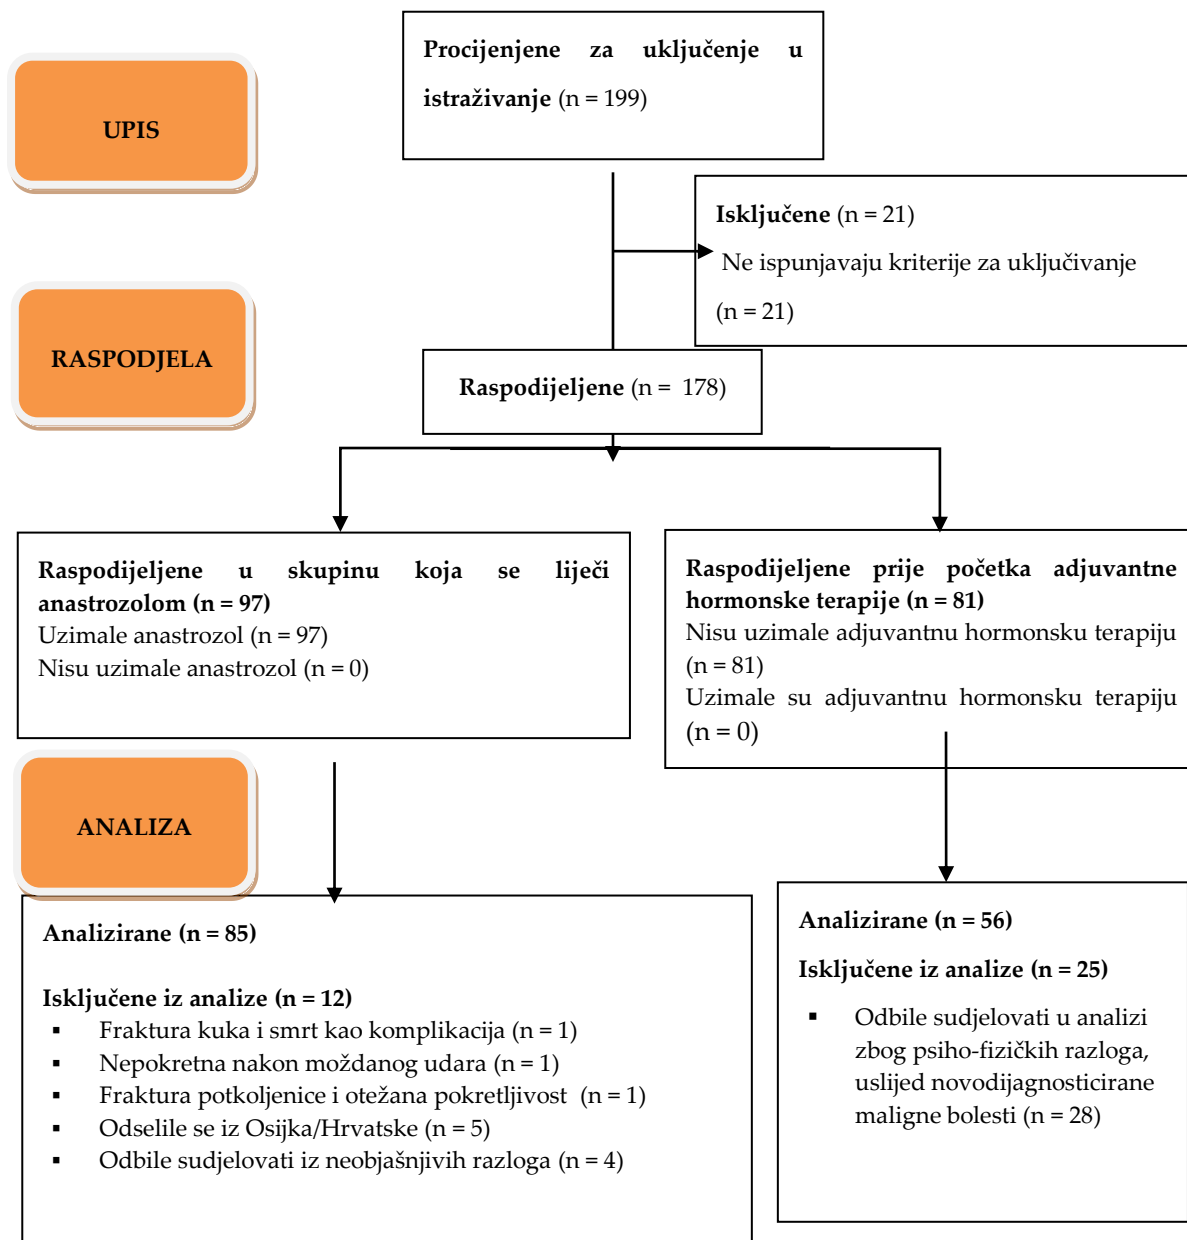 UPIS
Procijenjene za uključenje u
istraživanje (n = 199)
Isključene (n = 21)
Ne ispunjavaju kriterije za uključivanje
(n = 21)
RASPODJELA
Raspodijeljene (n = 178)
Raspodijeljene u skupinu koja se liječi
anastrozolom (n = 97)
Uzimale anastrozol (n = 97)
Nisu uzimale anastrozol (n = 0)
Raspodijeljene prije početka adjuvantne
hormonske terapije (n = 81)
Nisu uzimale adjuvantnu hormonsku terapiju
(n = 81)
Uzimale su adjuvantnu hormonsku terapiju
(n = 0)
ANALIZA
Analizirane (n = 85)
Isključene iz analize (n = 12)
▪ Fraktura kuka i smrt kao komplikacija (n = 1)
▪ Nepokretna nakon moždanog udara (n = 1)
▪ Fraktura potkoljenice i otežana pokretljivost (n = 1)
▪ Odselile se iz Osijka/Hrvatske (n = 5)
▪ Odbile sudjelovati iz neobjašnjivih razloga (n = 4)
Analizirane (n = 56)
Isključene iz analize (n = 25)
▪ Odbile sudjelovati u analizi
zbog psiho-fizičkih razloga,
uslijed novodijagnosticirane
maligne bolesti (n = 28)